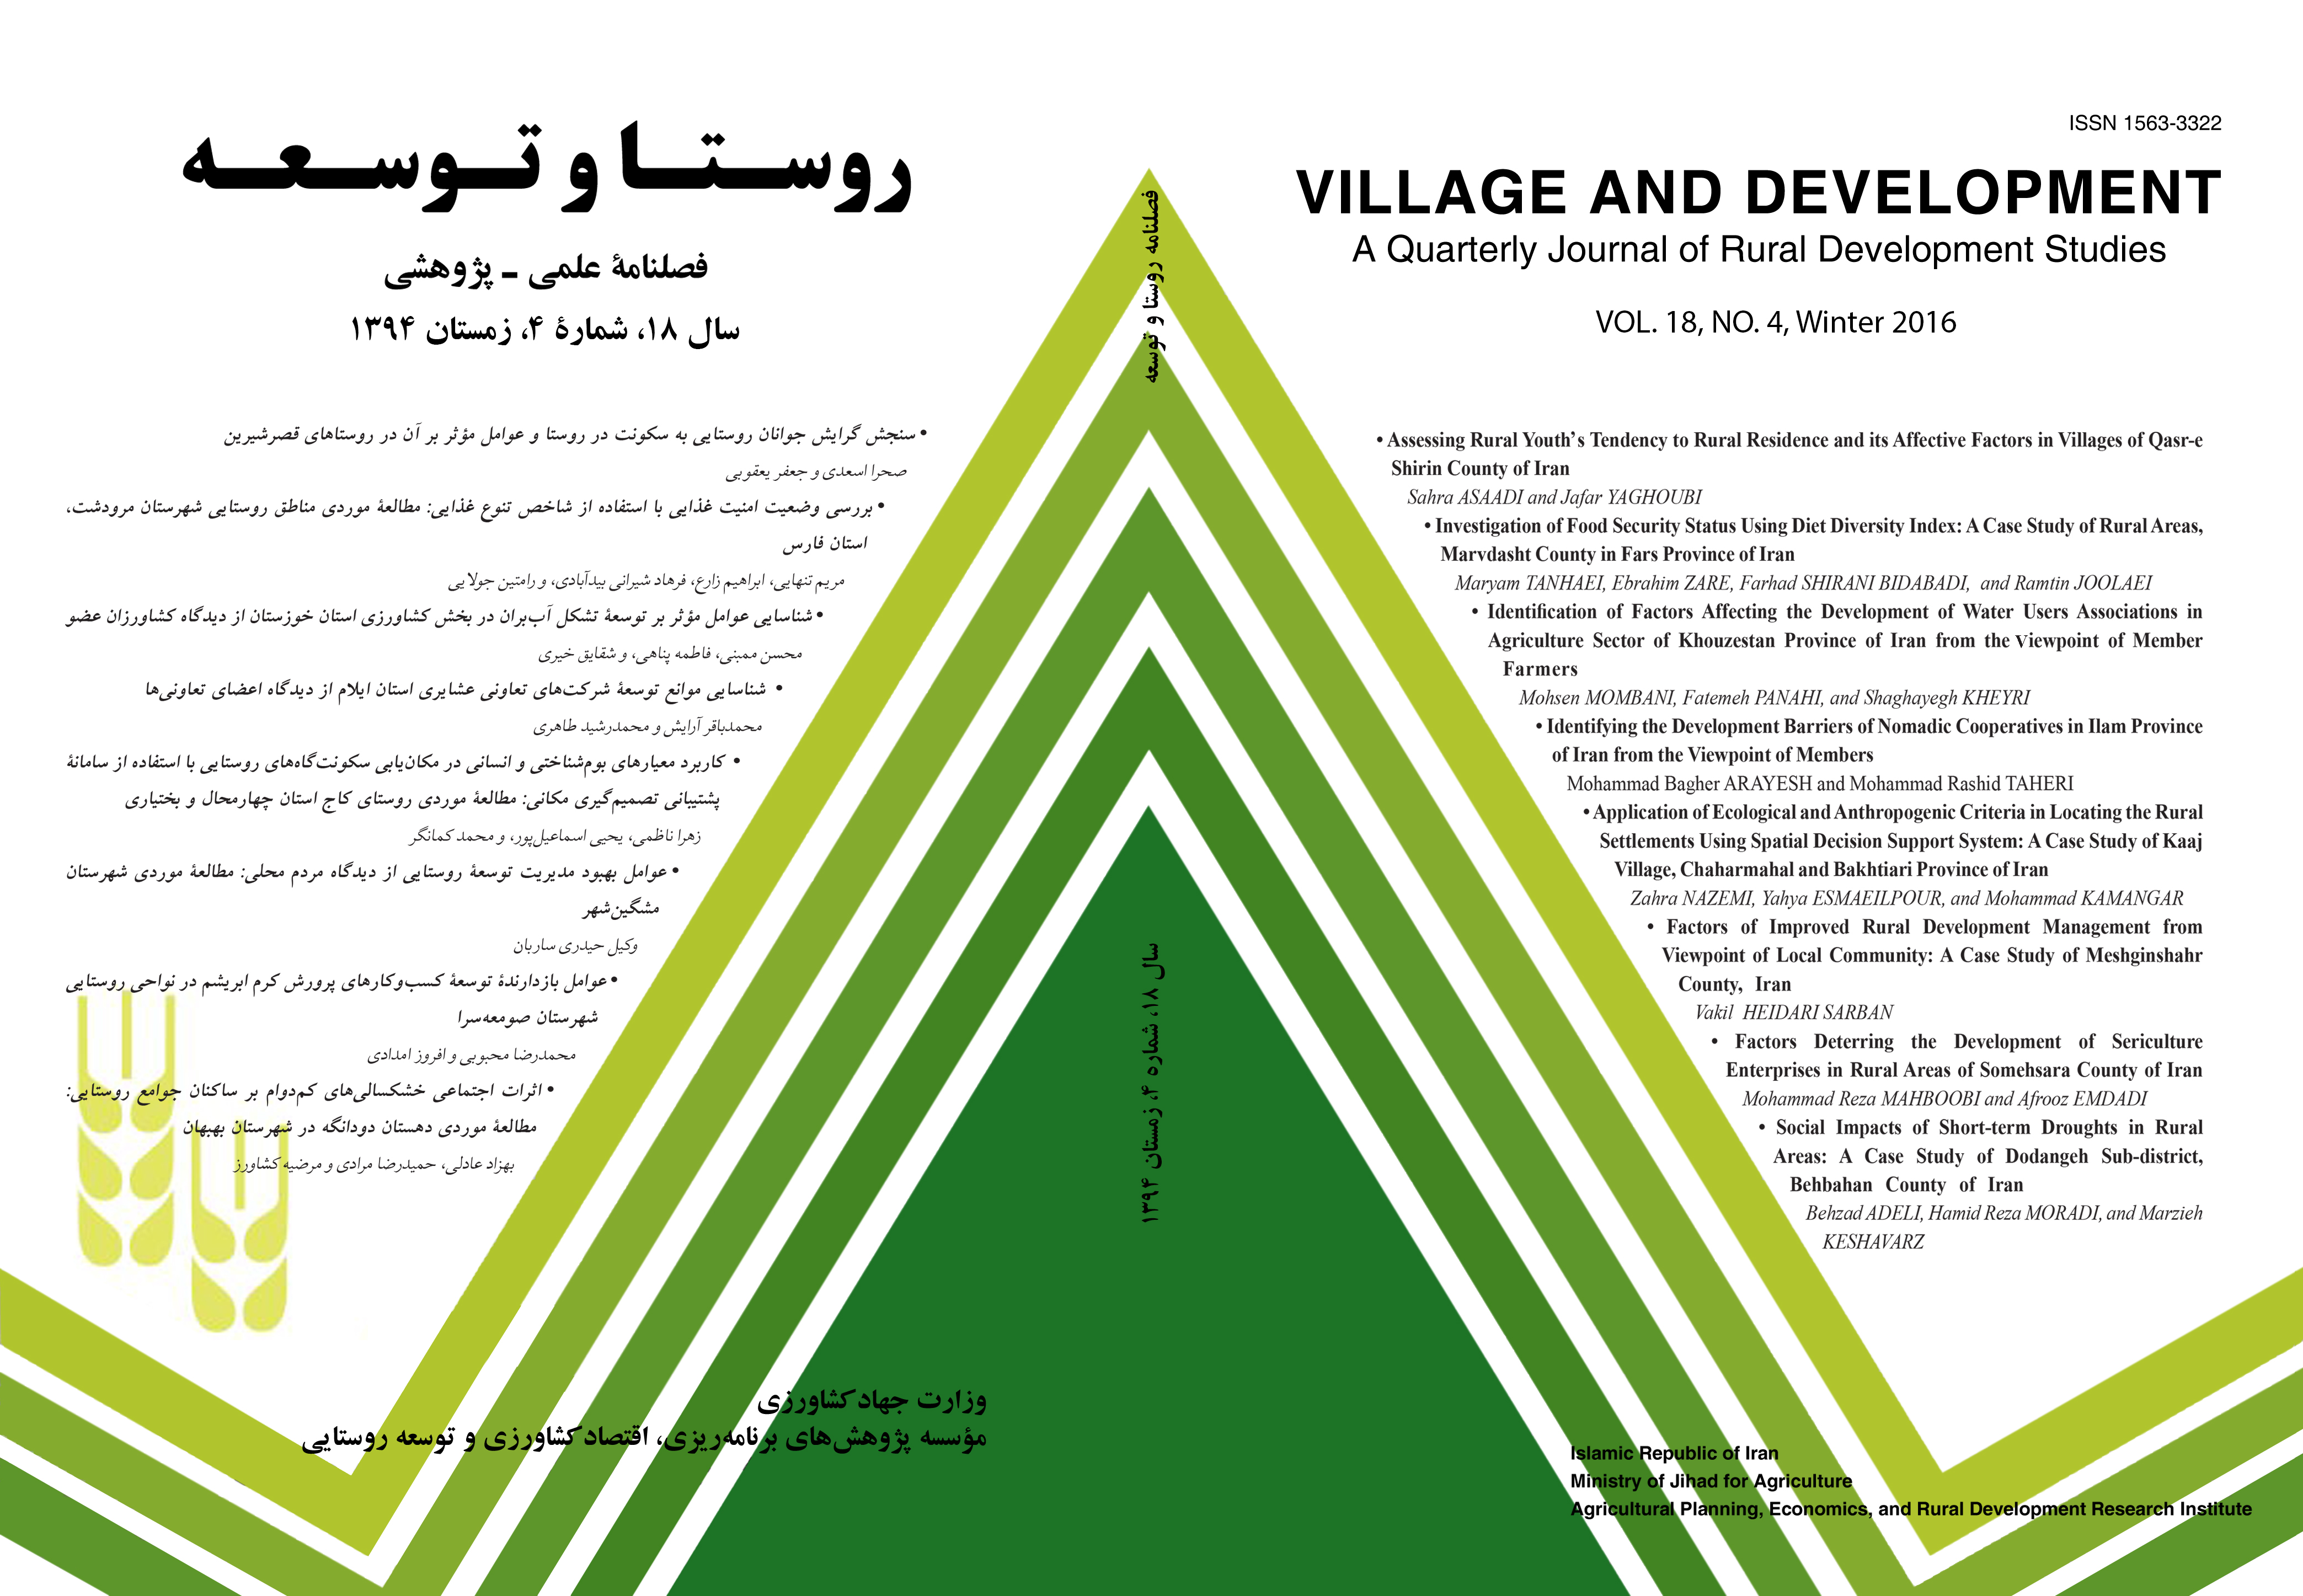 روستا و توسعه
فصلنامهٔ علمی ـ پژوهشی
سال ۱۸، شمارهٔ ۴، زمستان ۱۳۹۴
• سنجش گرایش جوانان روستایی به سکونت در روستا و عوامل مؤثر بر آن در روستاهای قصرشیرین
صحرا اسعدی و جعفر یعقوبی
• بررسی وضعیت امنیت غذایی با استفاده از شاخص تنوع غذایی: مطالعهٔ موردی مناطق روستایی شهرستان مرودشت،
استان فارس
مریم تنهایی، ابراهیم زارع، فرهاد شیرانی بیدآبادی، و رامتین جولایی
• شناسایی عوامل مؤثر بر توسعهٔ تشکل آب‌بران در بخش کشاورزی استان خوزستان از دیدگاه کشاورزان عضو
محسن ممبنی، فاطمه پناهی، و شقایق خیری
• شناسایی موانع توسعهٔ شرکت‌های تعاونی عشایری استان ایلام از دیدگاه اعضای تعاونی‌ها
محمدباقر آرایش و محمدرشید طاهری
• کاربرد معیارهای بوم‌شناختی و انسانی در مکان‌یابی سکونت‌گاه‌های روستایی با استفاده از سامانهٔ
پشتیبانی تصمیم‌گیری مکانی: مطالعهٔ موردی روستای کاج استان چهارمحال و بختیاری
زهرا ناظمی، یحیی اسماعیل‌پور، و محمد کمانگر
• عوامل بهبود مدیریت توسعهٔ روستایی از دیدگاه مردم محلی: مطالعهٔ موردی شهرستان
مشگین‌شهر
وکیل حیدری ساربان
• عوامل بازدارندهٔ توسعهٔ کسب‌وکارهای پرورش کرم ابریشم در نواحی روستایی
شهرستان صومعه‌سرا
محمدرضا محبوبی و افروز امدادی
• اثرات اجتماعی خشکسالی‌های کم‌دوام بر ساکنان جوامع روستایی:
مطالعهٔ موردی دهستان دودانگه در شهرستان بهبهان
بهزاد عادلی، حمیدرضا مرادی و مرضیه کشاورز
وزارت جهاد کشاورزی
مؤسسه پژوهش‌های برنامه‌ریزی، اقتصاد کشاورزی و توسعه روستایی
فصلنامه روستا و توسعه
سال ۱۸، شماره ۴، زمستان ۱۳۹۴
ISSN 1563-3322
VILLAGE AND DEVELOPMENT
A Quarterly Journal of Rural Development Studies
VOL. 18, NO. 4, Winter 2016
• Assessing Rural Youth's Tendency to Rural Residence and its Affective Factors in Villages of Qasr-e
Shirin County of Iran
Sahra ASAADI and Jafar YAGHOUBI
• Investigation of Food Security Status Using Diet Diversity Index: A Case Study of Rural Areas,
Marvdasht County in Fars Province of Iran
Maryam TANHAEI, Ebrahim ZARE, Farhad SHIRANI BIDABADI, and Ramtin JOOLAEI
• Identification of Factors Affecting the Development of Water Users Associations in
Agriculture Sector of Khouzestan Province of Iran from the Viewpoint of Member
Farmers
Mohsen MOMBANI, Fatemeh PANAHI, and Shaghayegh KHEYRI
• Identifying the Development Barriers of Nomadic Cooperatives in Ilam Province
of Iran from the Viewpoint of Members
Mohammad Bagher ARAYESH and Mohammad Rashid TAHERI
• Application of Ecological and Anthropogenic Criteria in Locating the Rural
Settlements Using Spatial Decision Support System: A Case Study of Kaaj
Village, Chaharmahal and Bakhtiari Province of Iran
Zahra NAZEMI, Yahya ESMAEILPOUR, and Mohammad KAMANGAR
• Factors of Improved Rural Development Management from
Viewpoint of Local Community: A Case Study of Meshginshahr
County, Iran
Vakil HEIDARI SARBAN
• Factors Deterring the Development of Sericulture
Enterprises in Rural Areas of Somehsara County of Iran
Mohammad Reza MAHBOOBI and Afrooz EMDADI
• Social Impacts of Short-term Droughts in Rural
Areas: A Case Study of Dodangeh Sub-district,
Behbahan County of Iran
Behzad ADELI, Hamid Reza MORADI, and Marzieh
KESHAVARZ
Islamic Republic of Iran
Ministry of Jihad for Agriculture
Agricultural Planning, Economics, and Rural Development Research Institute